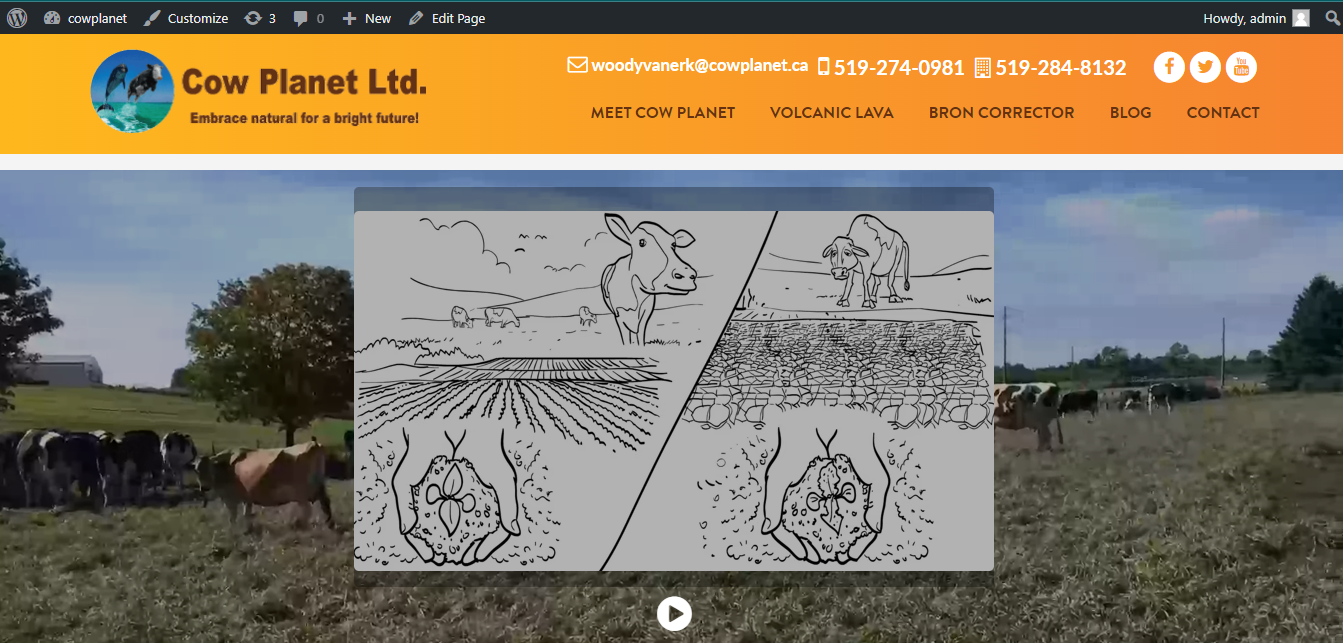 cowplanet Customize 3 0 New Edit Page Howdy, admin
Cow Planet Ltd.
Embrace natural for a bright future!
woodyvanerk@cowplanet.ca 519-274-0981 519-284-8132 You Tube
MEET COW PLANET VOLCANIC LAVA BRON CORRECTOR BLOG CONTACT